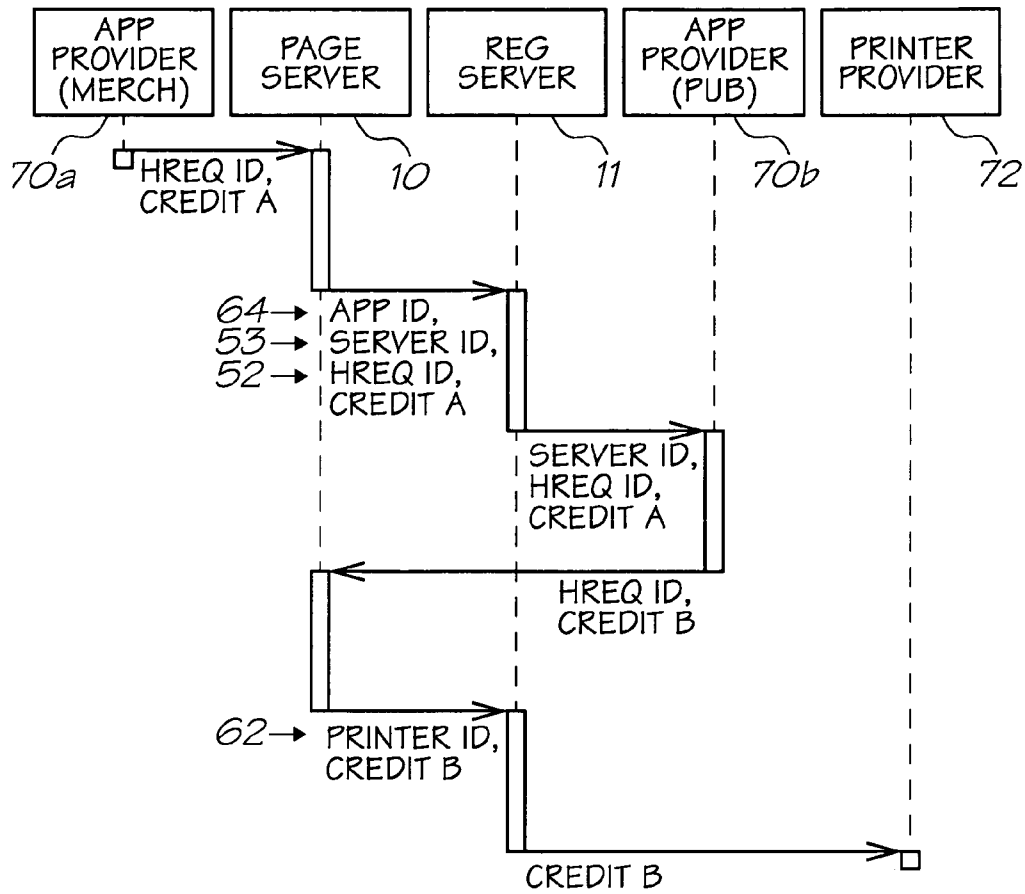 APP
PROVIDER
(MERCH)
PAGE
SERVER
REG
SERVER
APP
PROVIDER
(PUB)
PRINTER
PROVIDER
70a
10
11
70b
72
HREQ ID,
CREDIT A
64 → APP ID,
53 → SERVER ID,
52 → HREQ ID,
CREDIT A
SERVER ID,
HREQ ID,
CREDIT A
HREQ ID,
CREDIT B
62 → PRINTER ID,
CREDIT B
CREDIT B